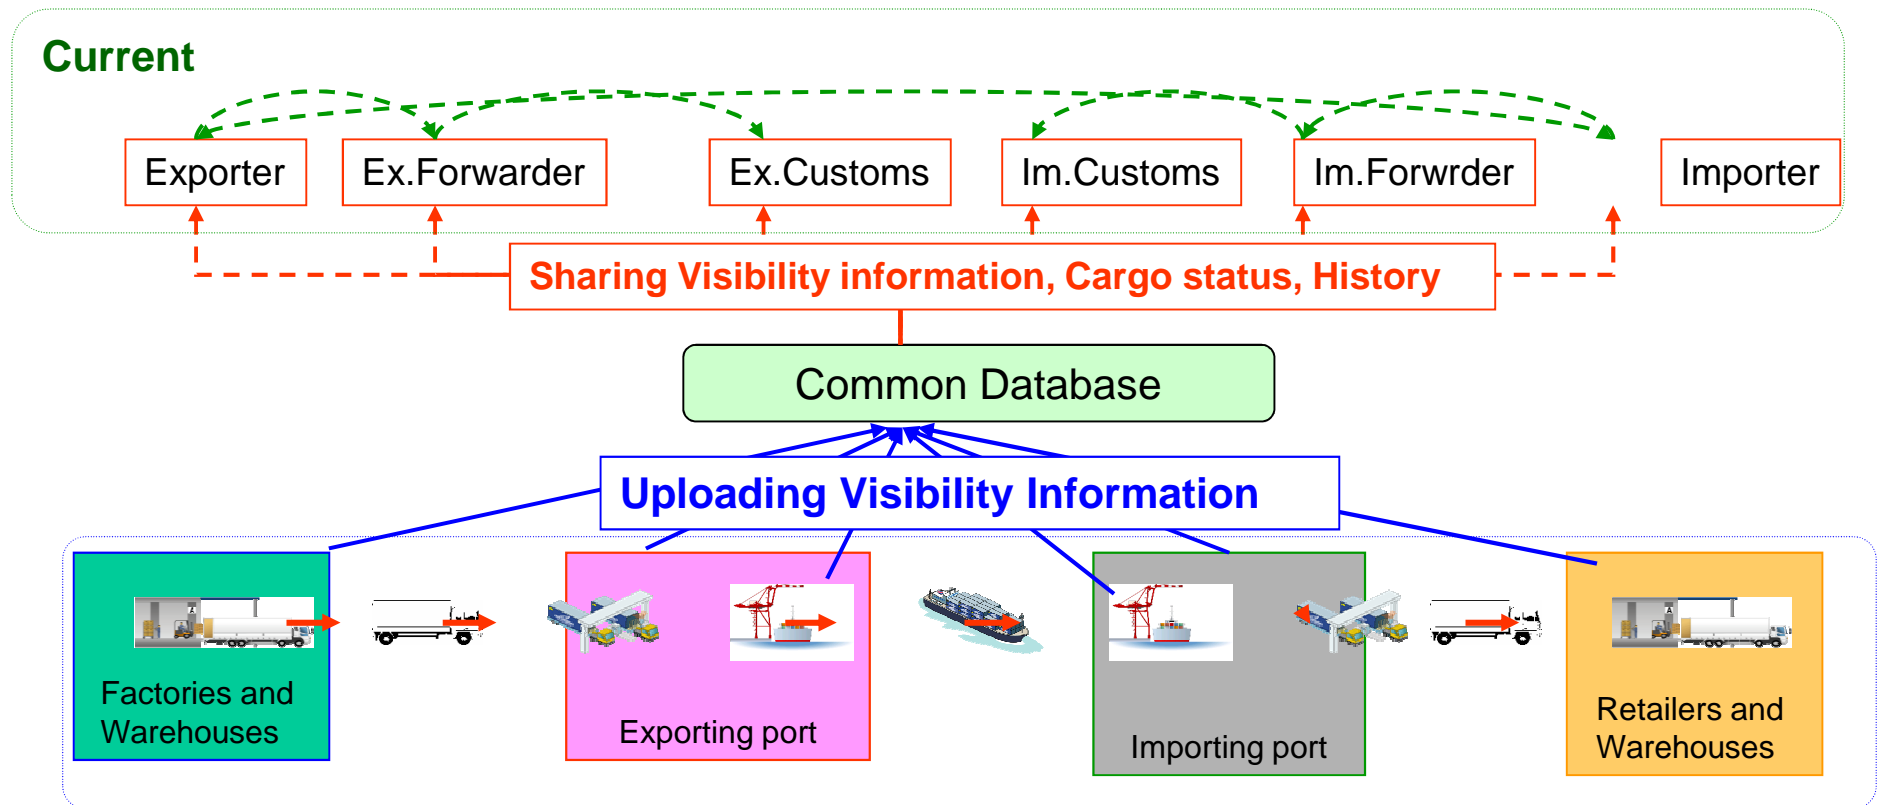 Current
Exporter
Ex.Forwarder
Ex.Customs
Im.Customs
Im.Forwrder
Importer
Sharing Visibility information, Cargo status, History
Common Database
Uploading Visibility Information
Factories and
Warehouses
Exporting port
Importing port
Retailers and
Warehouses